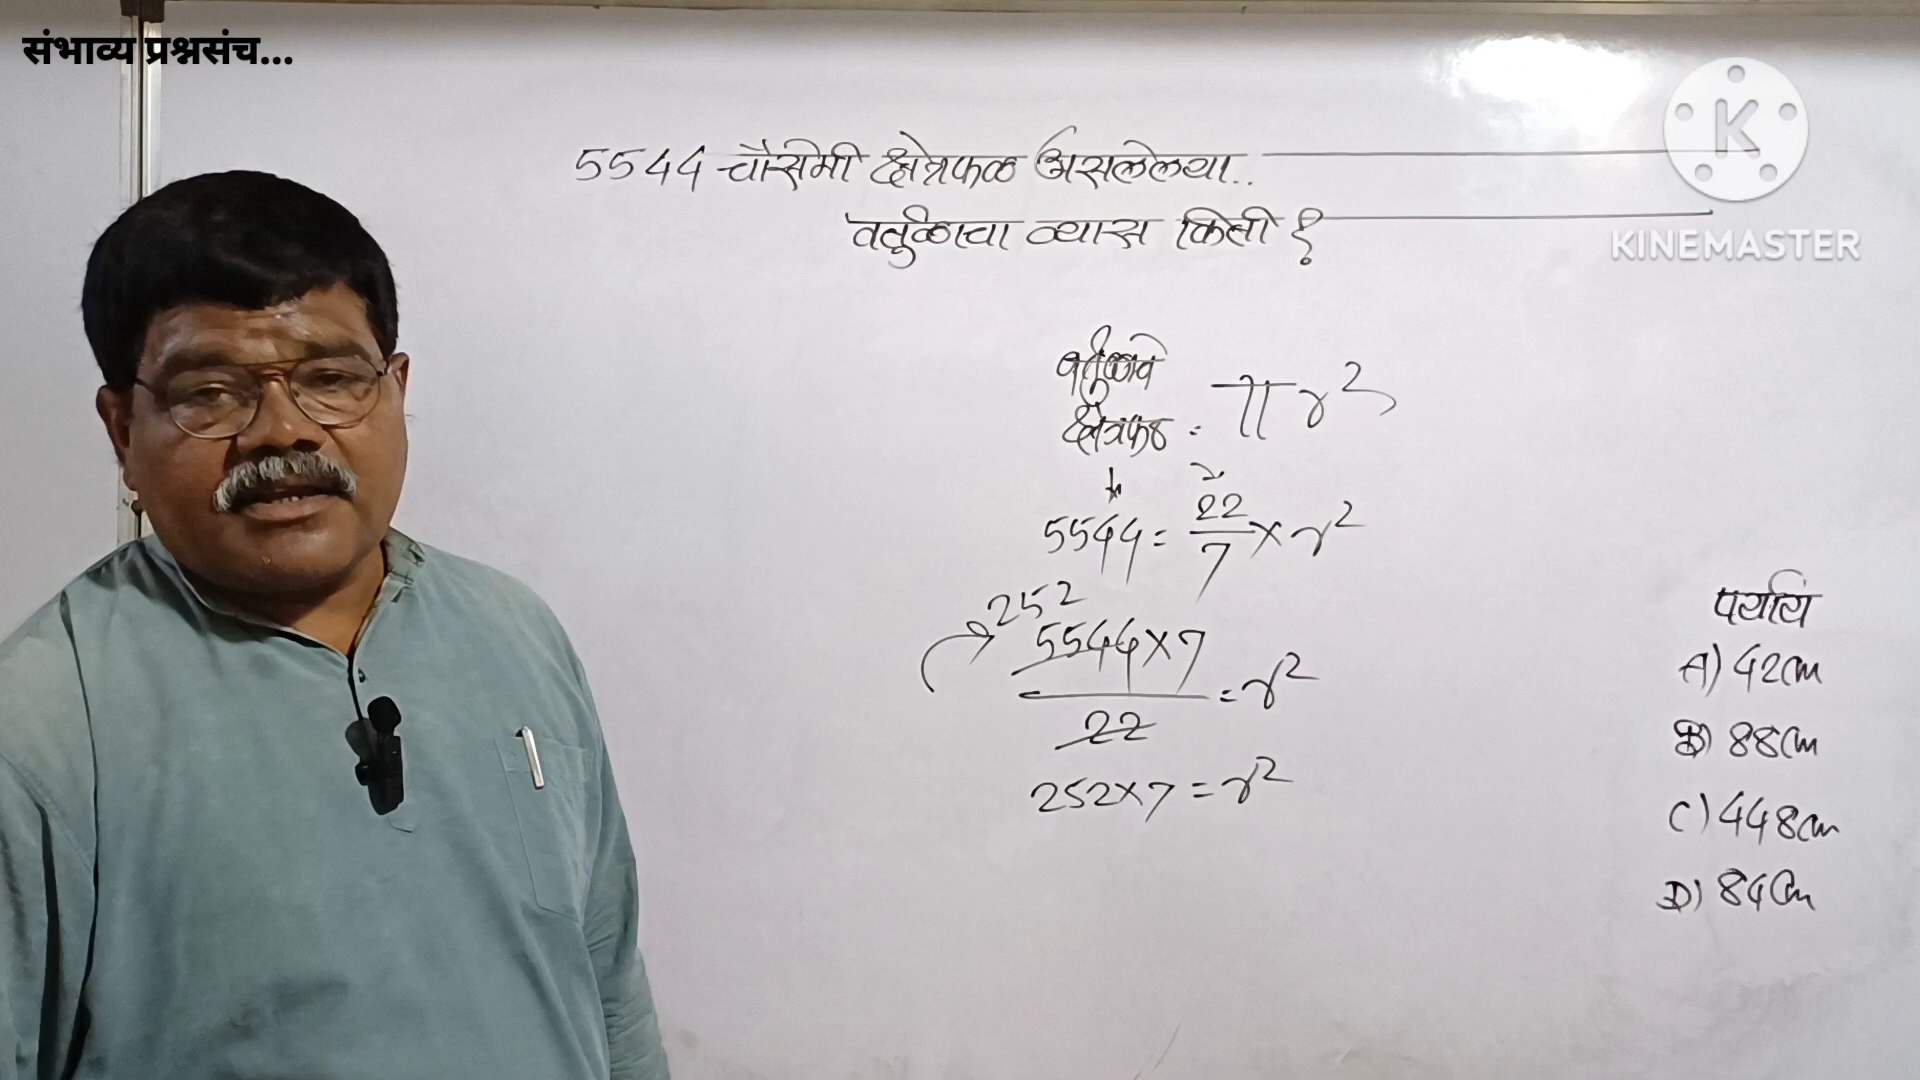 संभाव्य प्रश्नसंच...
5544 चौसेमी क्षेत्रफळ असलेल्या..
वर्तुळाचा व्यास किती?
KINEMASTER
वर्तुळाचे
क्षेत्रफळ = πr²
5544 = 22/7 × r²
252
5544×7/22 = r²
252×7 = r²
पर्याय
A) 42cm
B) 88cm
C) 448cm
D) 84cm